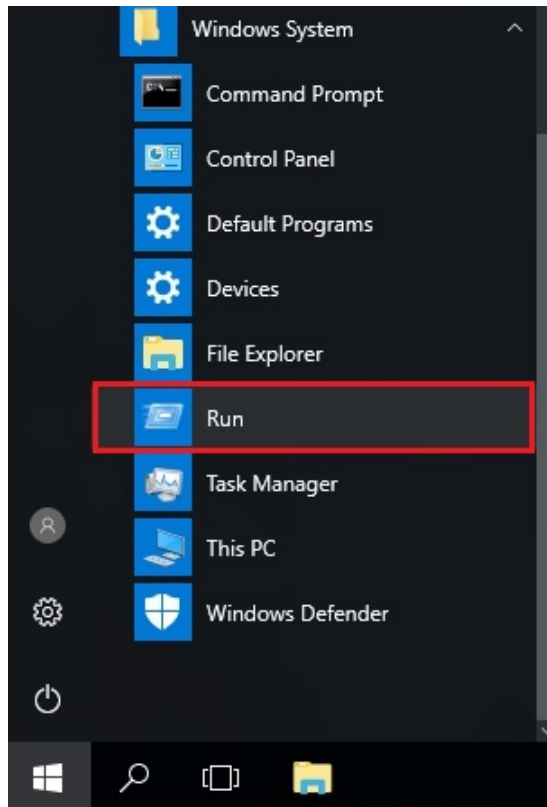 Windows System
Command Prompt
Control Panel
Default Programs
Devices
File Explorer
Run
Task Manager
This PC
Windows Defender